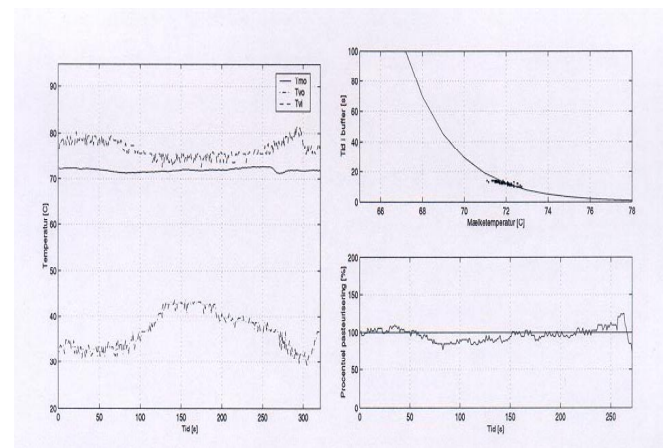 95
90
80
70
60
50
40
30
20
0 50 100 150 200 250 300
Tid [s]
Temperatur [C]
Tmo
Tvo
Tvi
100
80
60
40
20
0
66 68 70 72 74 76 78
Mælketemperatur [C]
Tid i buffer [s]
200
150
100
50
0
0 50 100 150 200 250
Tid [s]
Procentuel pasteurisering [%]